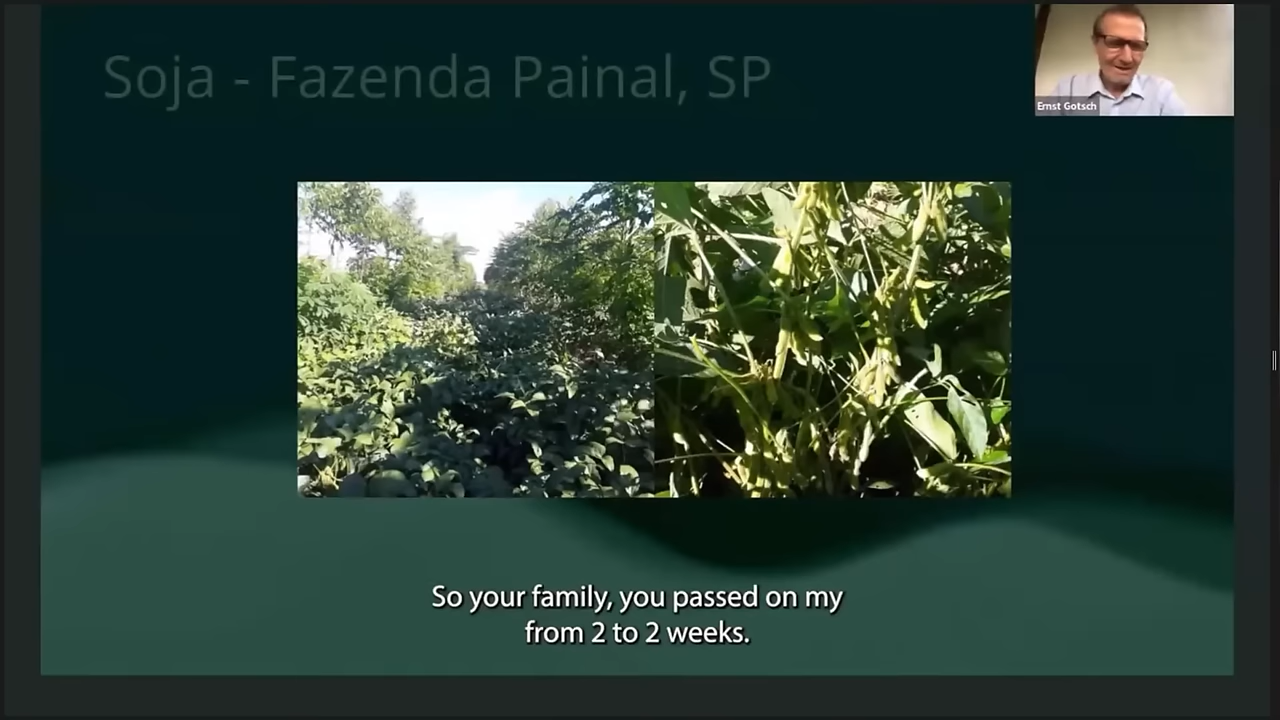 Soja - Fazenda Painal, SP
Ernst Gotsch
So your family, you passed on my
from 2 to 2 weeks.